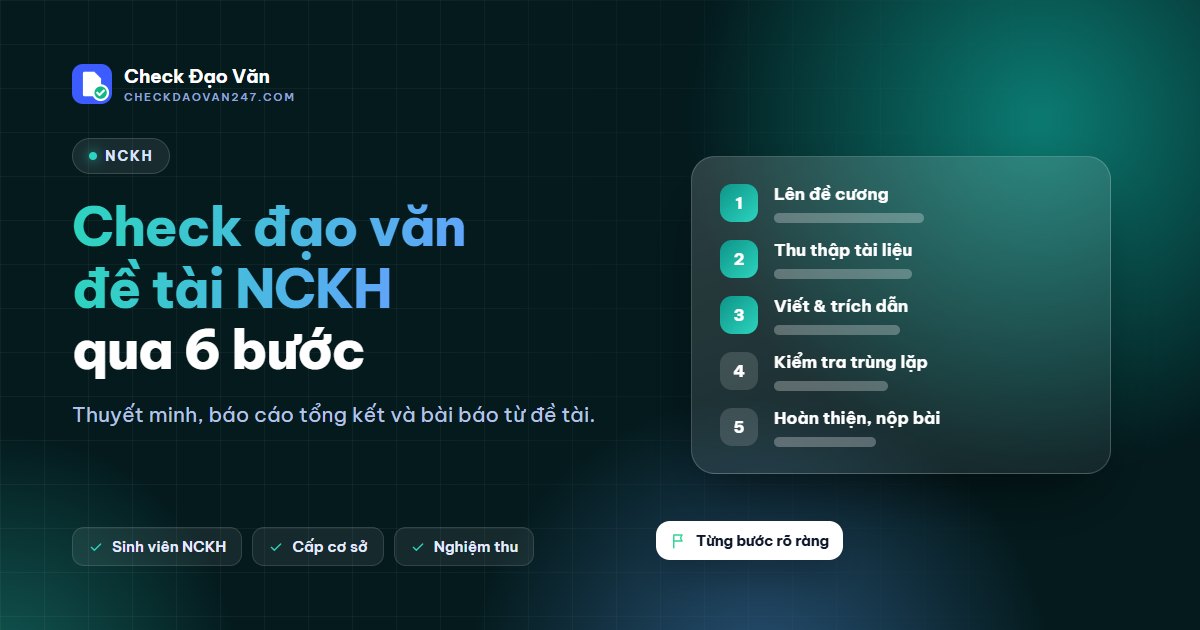 Check Đạo Văn
CHECKDAOVAN247.COM
NCKH
Check đạo văn
đề tài NCKH
qua 6 bước
Thuyết minh, báo cáo tổng kết và bài báo từ đề tài.
Sinh viên NCKH
Cấp cơ sở
Nghiệm thu
1
Lên đề cương
2
Thu thập tài liệu
3
Viết & trích dẫn
4
Kiểm tra trùng lặp
5
Hoàn thiện, nộp bài
Từng bước rõ ràng